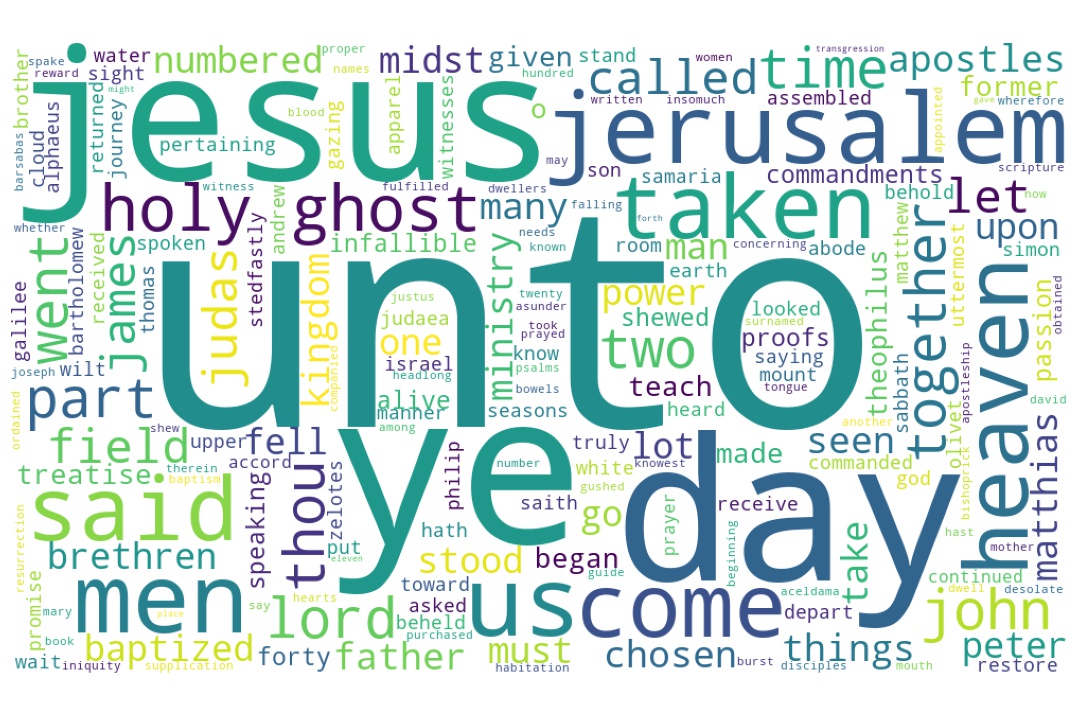 spake
water
numbered
proper
names
midst
given
stand
women
transgression
apostles
brother
reward
sight
might
hundred
called
time
former
jesus
blood
gazing
apparel
witnesses
o
written
insomuch
assembled
gave
wherefore
appointed
jerusalem
barsabas
cloud
alphaeus
returned
journey
pertaining
may
son
samaria
commandments
scripture
holy
ghost
witness
fulfilled
dwellers
falling
taken
behold
let
now
many
forth
whether
spoken
stedfastly
andrew
infallible
needs
known
room
man
concerning
abode
matthew
upon
simon
went
bartholomew
received
james
thomas
judas
kingdom
unto
ministry
earth
power
shewed
looked
surnamed
proofs
saying
mount
theophilus
together
uttermost
heaven
passion
obtained
galilee
justus
judaea
one
israel
headlong
companied
twenty
asunder
took
prayed
know
psalms
bowels
two
tongue
teach
sabbath
apostleship
joseph
wilt
part
alive
manner
among
seasons
heard
another
olivet
david
ordained
shew
field
upper
fell
ye
truly
lot
made
seen
treatise
therein
baptism
accord
philip
number
white
knowest
gushed
commanded
god
bishoprick
matthias
said
speaking
thou
zelotes
saith
go
day
prayer
receive
hath
hast
resurrection
brethren
put
eleven
stood
began
guide
beginning
take
mother
promise
men
toward
us
come
aceldama
continued
dwell
desolate
mary
place
say
hearts
lord
asked
beheld
depart
john
book
baptized
purchased
must
chosen
things
peter
wait
iniquity
supplication
forty
father
habitation
burst
disciples
mouth
restore